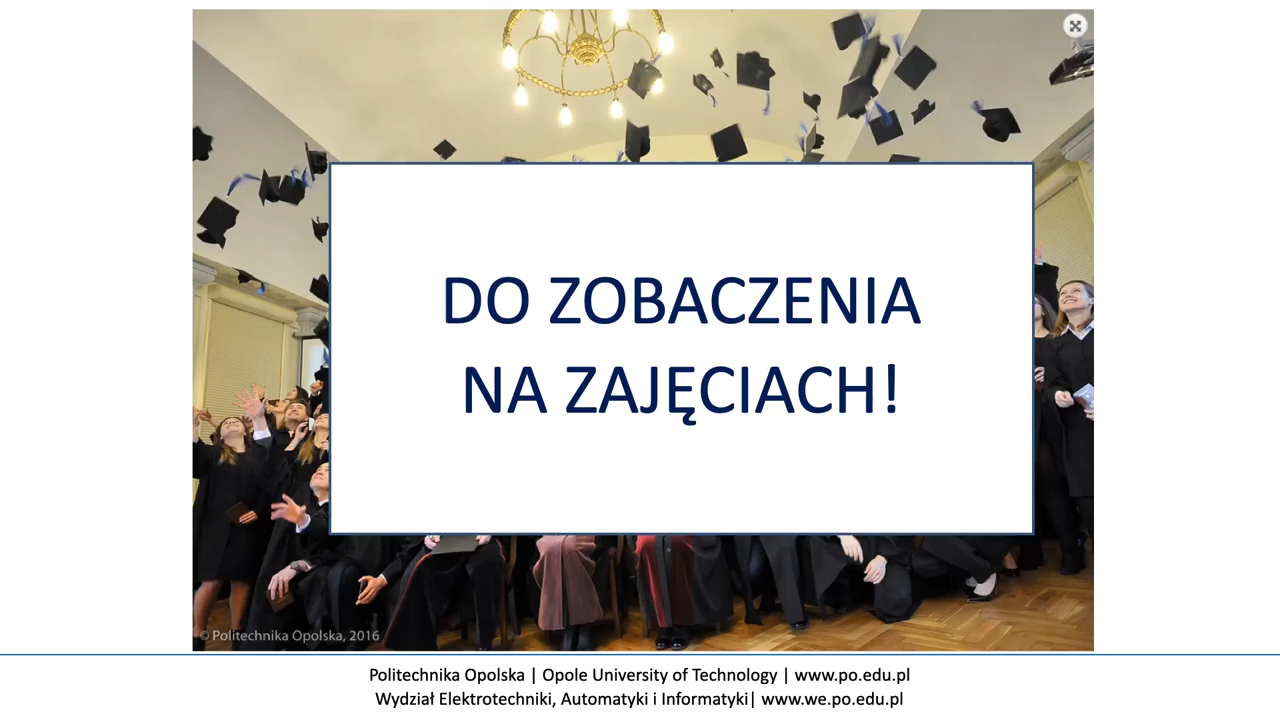 DO ZOBACZENIA
NA ZAJĘCIACH!
© Politechnika Opolska, 2016
Politechnika Opolska | Opole University of Technology | www.po.edu.pl
Wydział Elektrotechniki, Automatyki i Informatyki| www.we.po.edu.pl